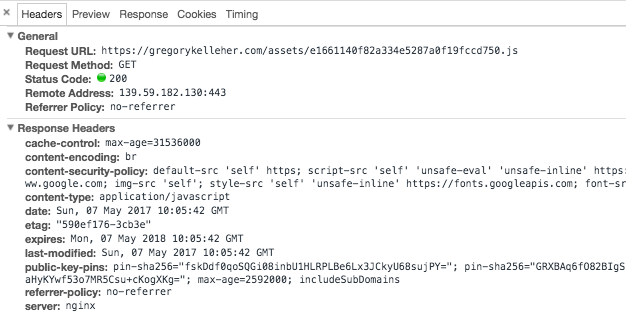 × Headers Preview Response Cookies Timing
▼ General
Request URL: https://gregorykelleher.com/assets/e1661140f82a334e5287a0f19fccd750.js
Request Method: GET
Status Code: 200
Remote Address: 139.59.182.130:443
Referrer Policy: no-referrer
▼ Response Headers
cache-control: max-age=31536000
content-encoding: br
content-security-policy: default-src 'self' https; script-src 'self' 'unsafe-eval' 'unsafe-inline' https:
ww.google.com; img-src 'self'; style-src 'self' 'unsafe-inline' https://fonts.googleapis.com; font-sr
content-type: application/javascript
date: Sun, 07 May 2017 10:05:42 GMT
etag: "590ef176-3cb3e"
expires: Mon, 07 May 2018 10:05:42 GMT
last-modified: Sun, 07 May 2017 10:05:42 GMT
public-key-pins: pin-sha256="fskDdf0qoSQGi08inbU1HLRPLBe6Lx3JCkyU68sujPY="; pin-sha256="GRXBAq6fO82BIgS
aHyKYwf53o7MR5Csu+cKogXKg="; max-age=2592000; includeSubDomains
referrer-policy: no-referrer
server: nginx